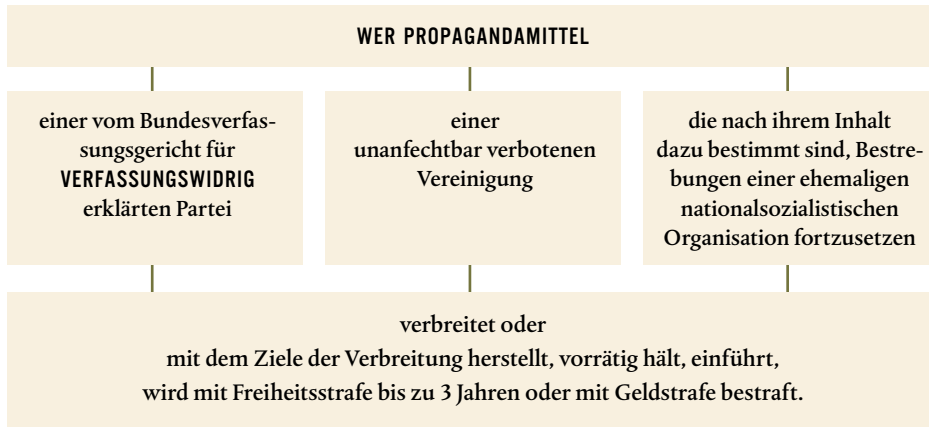 WER PROPAGANDAMITTEL
einer vom Bundesverfas-
sungsgericht für
VERFASSUNGSWIDRIG
erklärten Partei
einer
unanfechtbar verbotenen
Vereinigung
die nach ihrem Inhalt
dazu bestimmt sind, Bestre-
bungen einer ehemaligen
nationalsozialistischen
Organisation fortzusetzen
verbreitet oder
mit dem Ziele der Verbreitung herstellt, vorrätig hält, einführt,
wird mit Freiheitsstrafe bis zu 3 Jahren oder mit Geldstrafe bestraft.